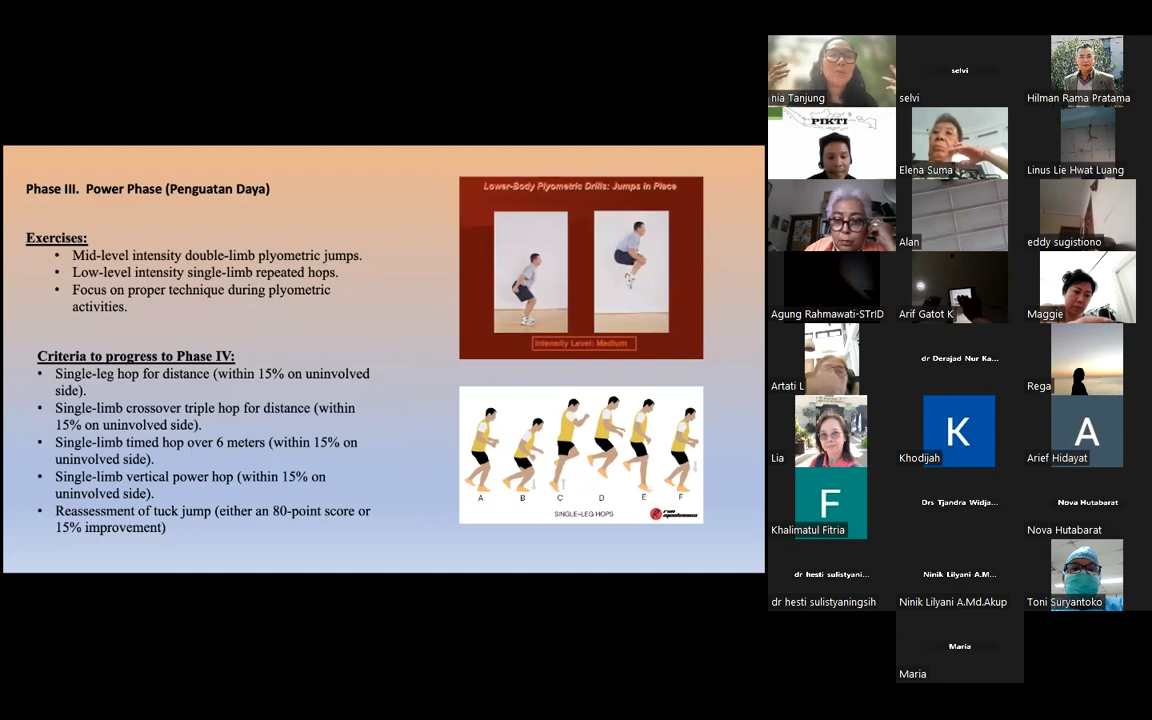 Phase III. Power Phase (Penguatan Daya)
Exercises:
• Mid-level intensity double-limb plyometric jumps.
• Low-level intensity single-limb repeated hops.
• Focus on proper technique during plyometric
activities.
Criteria to progress to Phase IV:
• Single-leg hop for distance (within 15% on uninvolved
side).
• Single-limb crossover triple hop for distance (within
15% on uninvolved side).
• Single-limb timed hop over 6 meters (within 15% on
uninvolved side).
• Single-limb vertical power hop (within 15% on
uninvolved side).
• Reassessment of tuck jump (either an 80-point score or
15% improvement)
Lower-Body Plyometric Drills: Jumps in Place
Intensity Level: Medium
A B C D E F
SINGLE-LEG HOPS
nia Tanjung
selvi
selvi
Hilman Rama Pratama
PIKTI
Elena Suma
Linus Lie Hwat Luang
Alan
eddy sugistiono
Agung Rahmawati-STrID
Arif Gatot K
Maggie
Artati L
dr Derajad Nur Ka...
Rega
Lia
K
Khodijah
A
Arief Hidayat
F
Khalimatul Fitria
Drs Tjandra Widja...
Nova Hutabarat
Nova Hutabarat
dr hesti sulistyani...
dr hesti sulistyaningsih
Ninik Lilyani A.M...
Ninik Lilyani A.Md.Akup
Toni Suryantoko
Maria
Maria